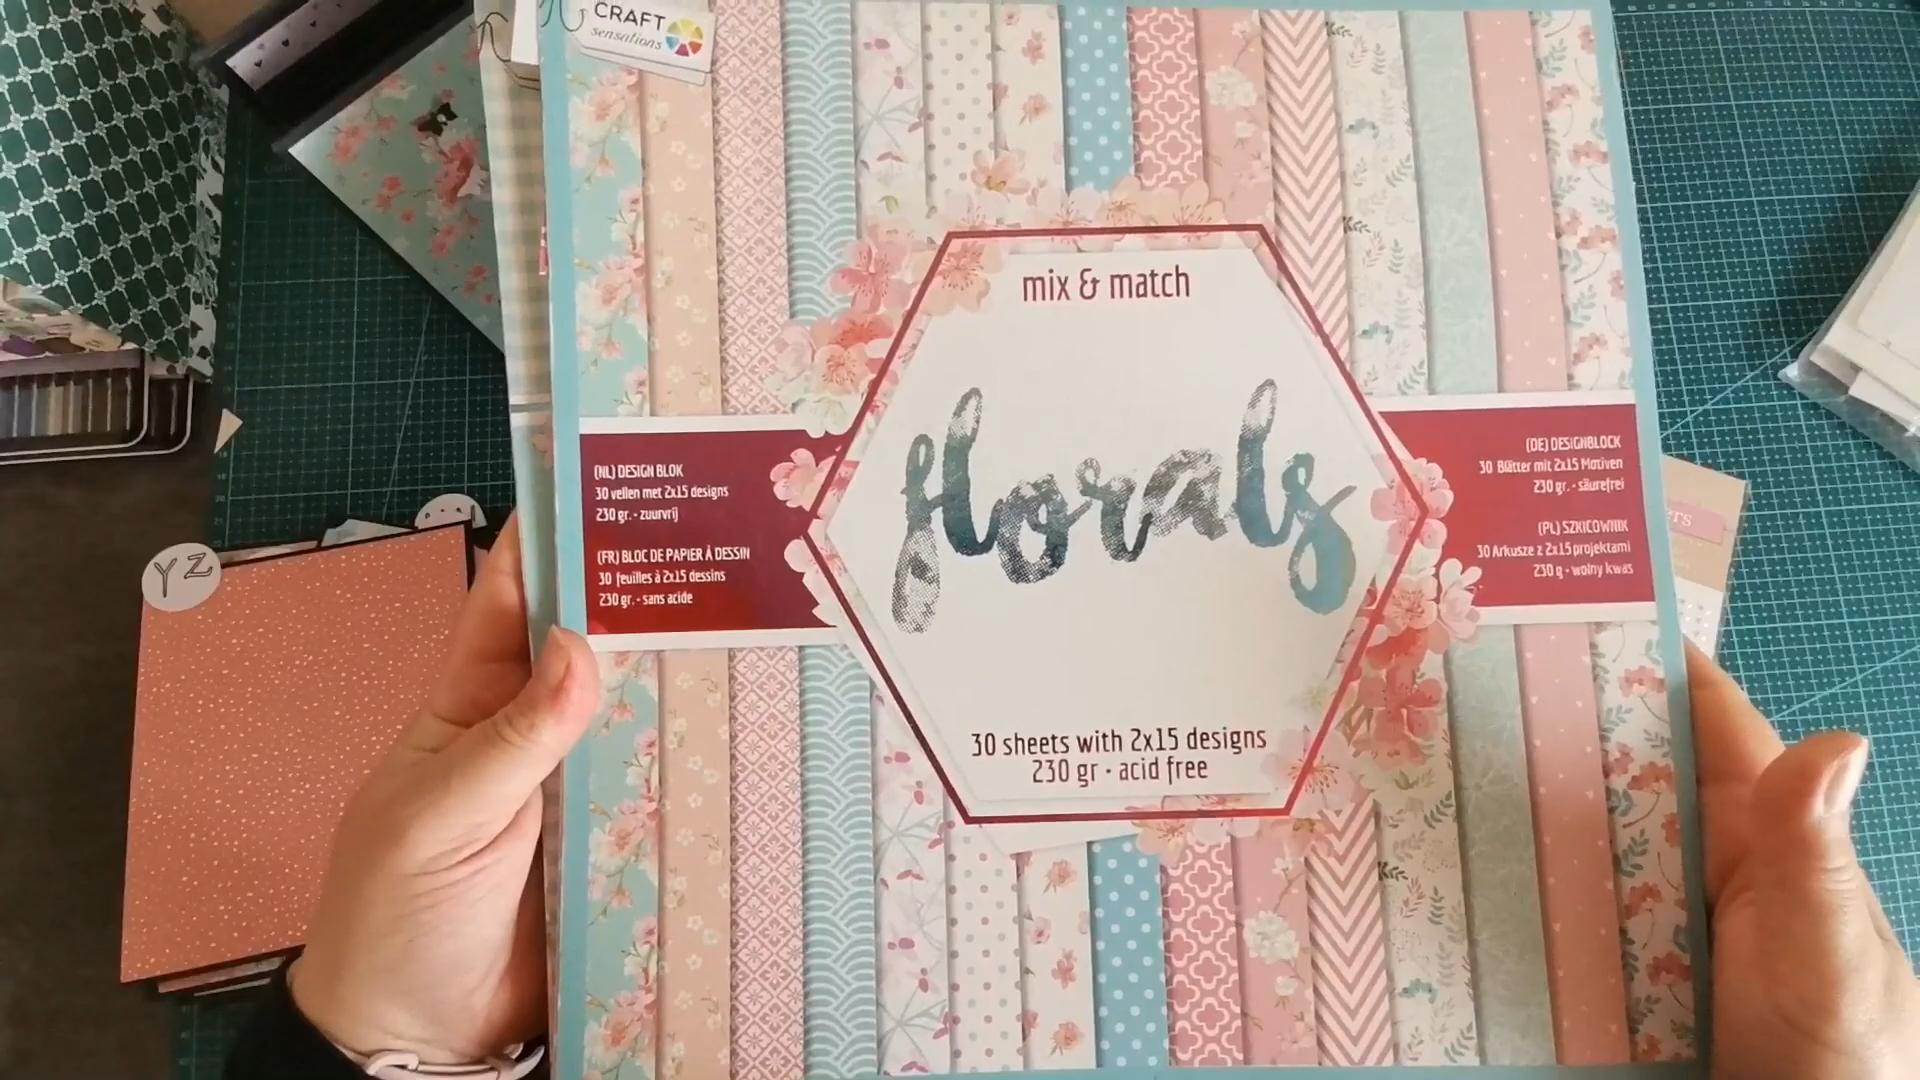 CRAFT
sensations
mix & match
florals
30 sheets with 2x15 designs
230 gr · acid free
(NL) DESIGN BLOK
30 vellen met 2x15 designs
230 gr. - zuurvrij
(FR) BLOC DE PAPIER À DESSIN
30 feuilles à 2x15 dessins
230 gr. - sans acide
(DE) DESIGNBLOCK
30 Blätter mit 2x15 Motiven
230 gr. - säurefrei
(PL) SZKICOWNIK
30 Arkusze z 2x15 projektami
230 g - wolny kwas
YZ